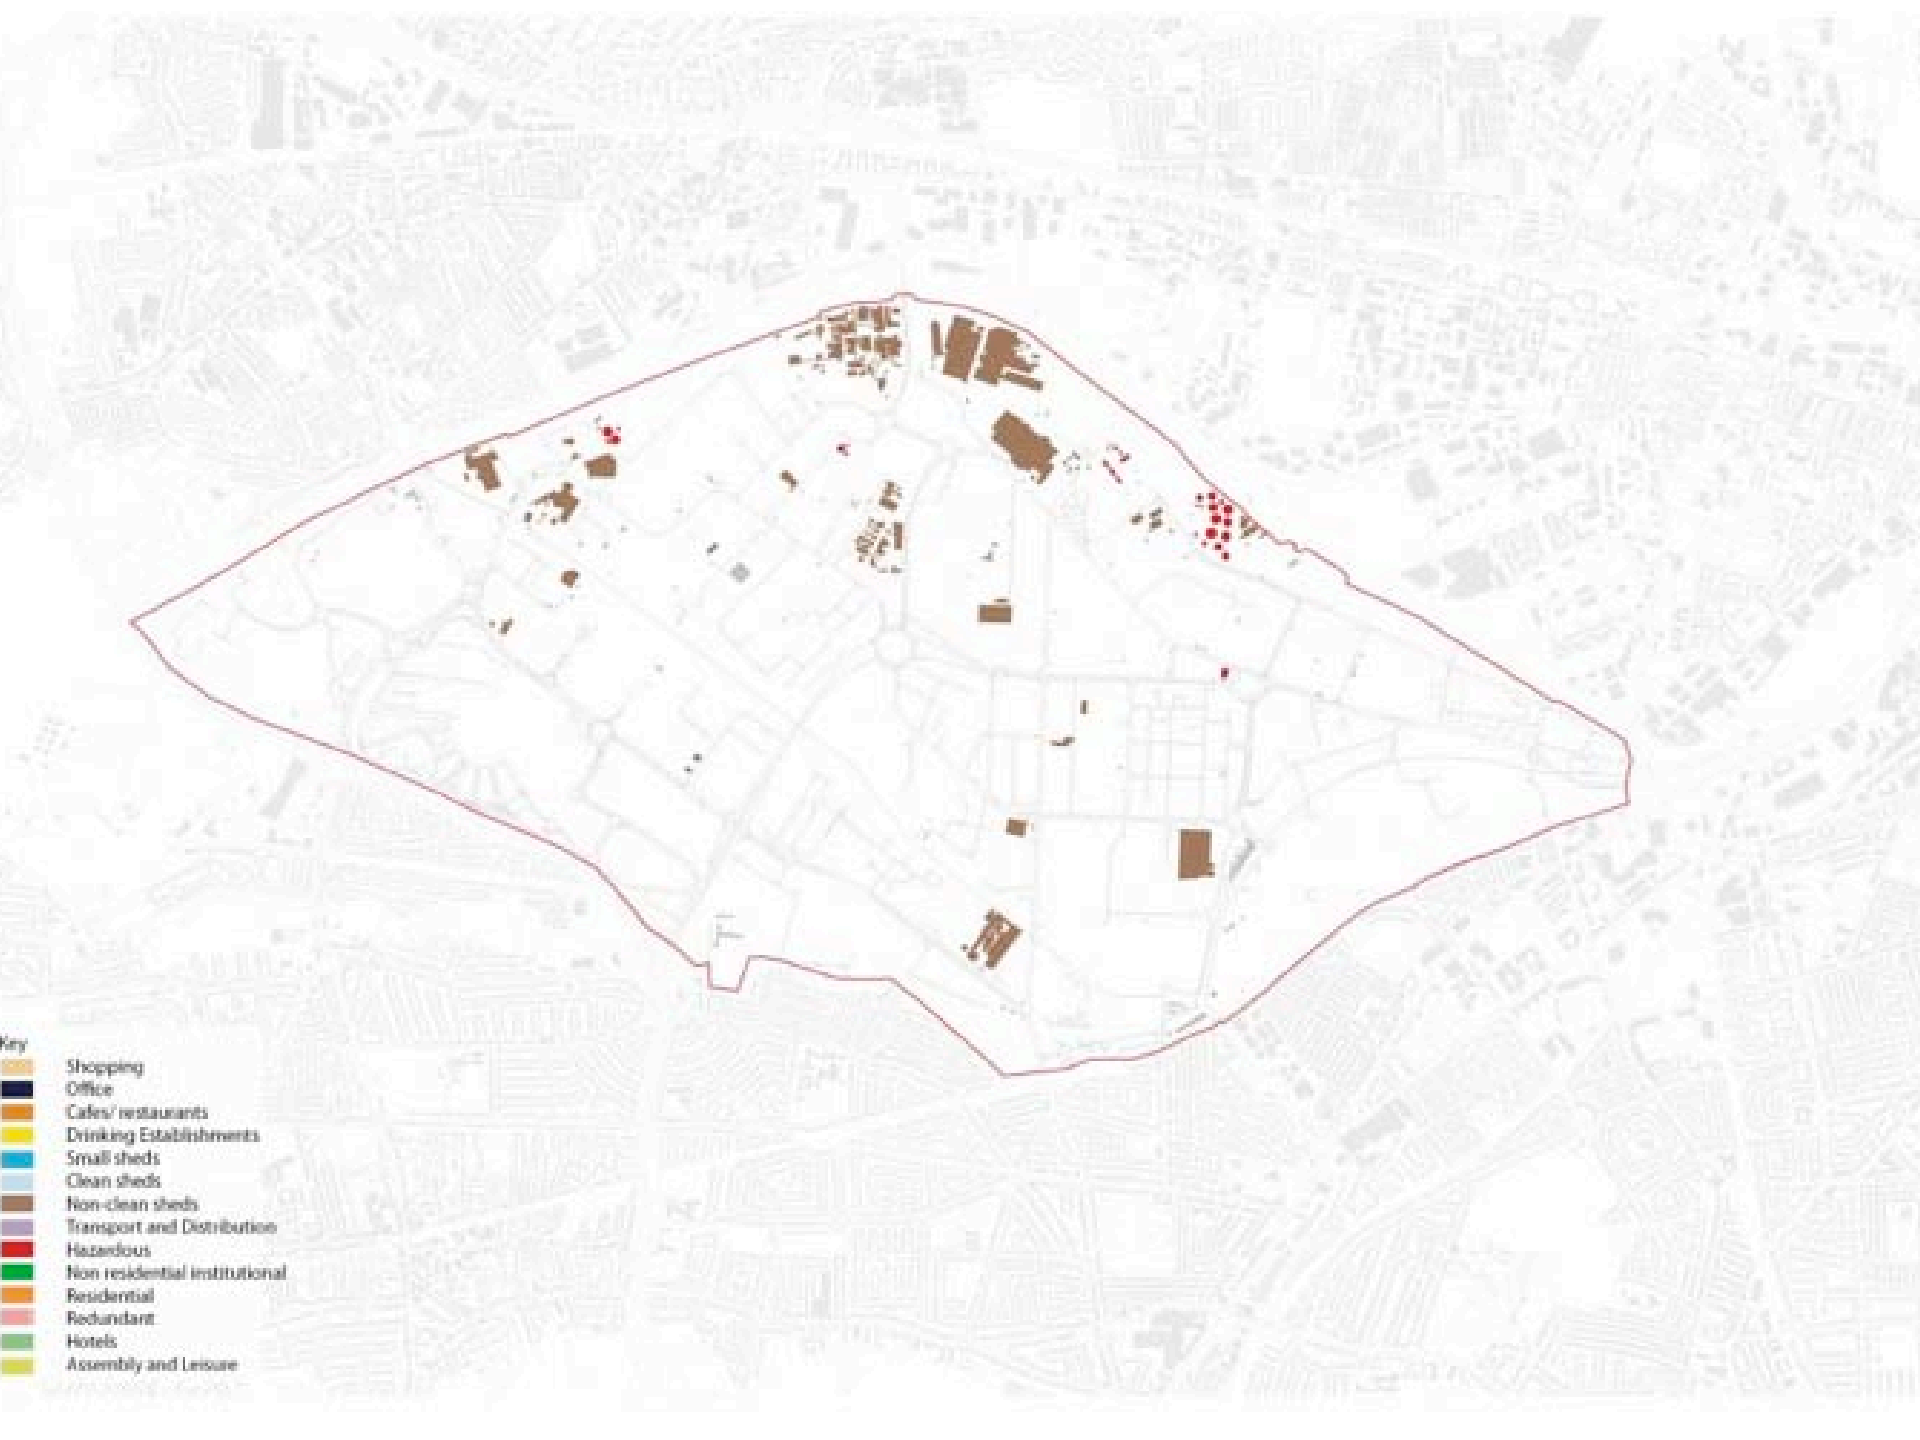 Key
Shopping
Office
Cafes/ restaurants
Drinking Establishments
Small sheds
Clean sheds
Non-clean sheds
Transport and Distribution
Hazardous
Non residential institutional
Residential
Redundant
Hotels
Assembly and Leisure